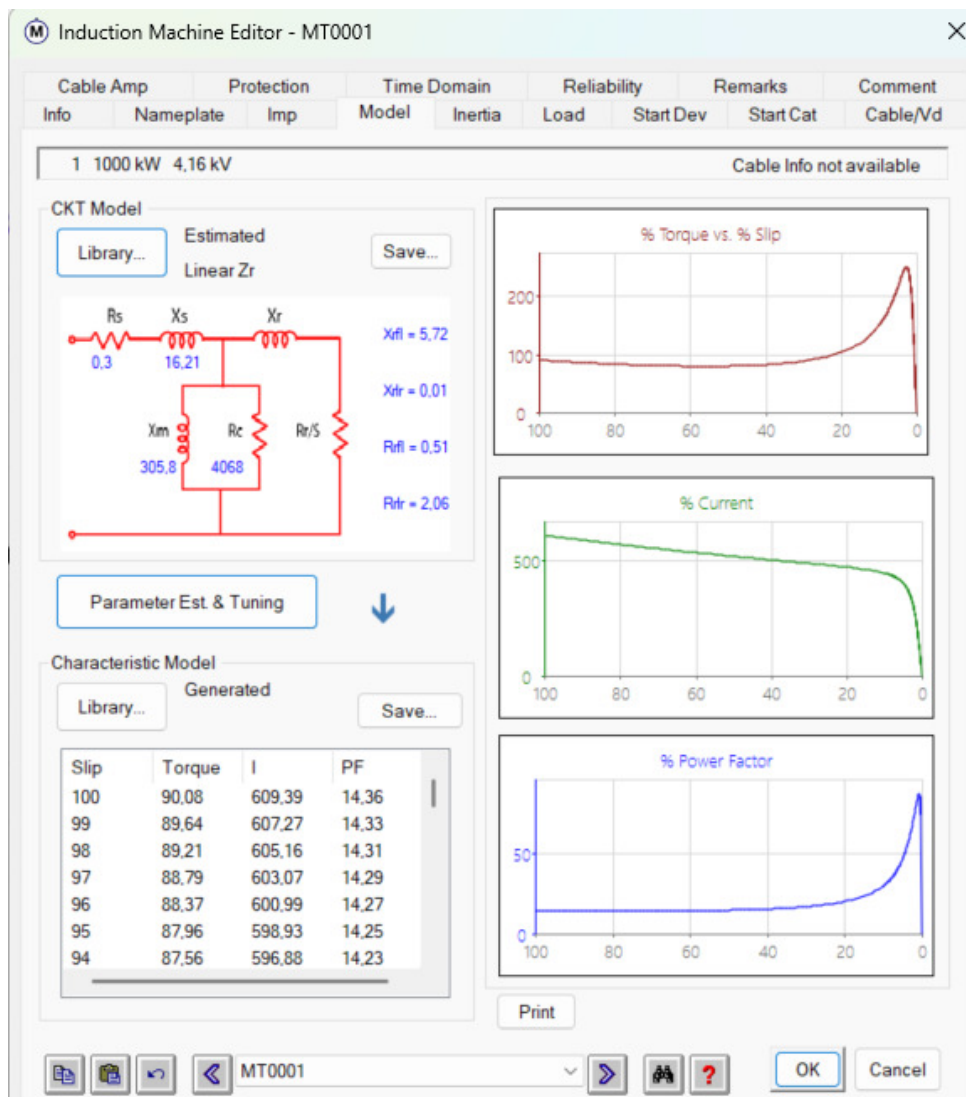 M Induction Machine Editor - MT0001
Cable Amp Protection Time Domain Reliability Remarks Comment
Info Nameplate Imp Model Inertia Load Start Dev Start Cat Cable/Vd
1 1000 kW 4,16 kV Cable Info not available
CKT Model
Library... Estimated Save...
Linear Zr
Rs Xs Xr
0,3 16,21
Xrfl = 5,72
Xrlr = 0,01
Xm Rc Rr/S
305,8 4068
Rrfl = 0,51
Rrlr = 2,06
Parameter Est. & Tuning
Characteristic Model
Library... Generated Save...
Slip Torque I PF
100 90,08 609,39 14,36
99 89,64 607,27 14,33
98 89,21 605,16 14,31
97 88,79 603,07 14,29
96 88,37 600,99 14,27
95 87,96 598,93 14,25
94 87,56 596,88 14,23
% Torque vs. % Slip
200
100
0
100 80 60 40 20 0
% Current
500
0
100 80 60 40 20 0
% Power Factor
50
0
100 80 60 40 20 0
Print
MT0001 ? OK Cancel